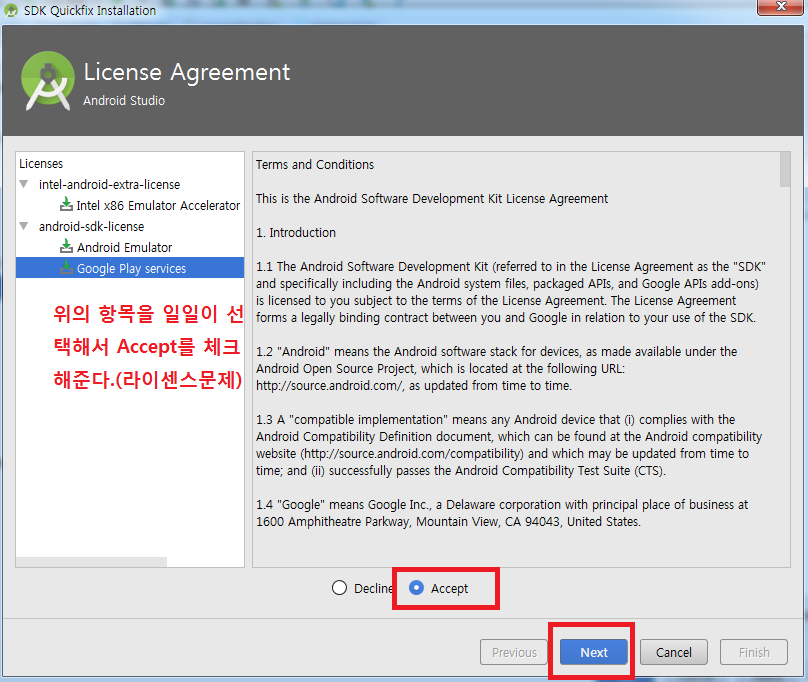 SDK Quickfix Installation
License Agreement
Android Studio
Licenses
intel-android-extra-license
Intel x86 Emulator Accelerator
android-sdk-license
Android Emulator
Google Play services
위의 항목을 일일이 선
택해서 Accept를 체크
해준다.(라이센스문제)
Terms and Conditions
This is the Android Software Development Kit License Agreement
1. Introduction
1.1 The Android Software Development Kit (referred to in the License Agreement as the "SDK"
and specifically including the Android system files, packaged APIs, and Google APIs add-ons)
is licensed to you subject to the terms of the License Agreement. The License Agreement
forms a legally binding contract between you and Google in relation to your use of the SDK.
1.2 "Android" means the Android software stack for devices, as made available under the
Android Open Source Project, which is located at the following URL:
http://source.android.com/, as updated from time to time.
1.3 A "compatible implementation" means any Android device that (i) complies with the
Android Compatibility Definition document, which can be found at the Android compatibility
website (http://source.android.com/compatibility) and which may be updated from time to
time; and (ii) successfully passes the Android Compatibility Test Suite (CTS).
1.4 "Google" means Google Inc., a Delaware corporation with principal place of business at
1600 Amphitheatre Parkway, Mountain View, CA 94043, United States.
Decline Accept
Previous Next Cancel Finish